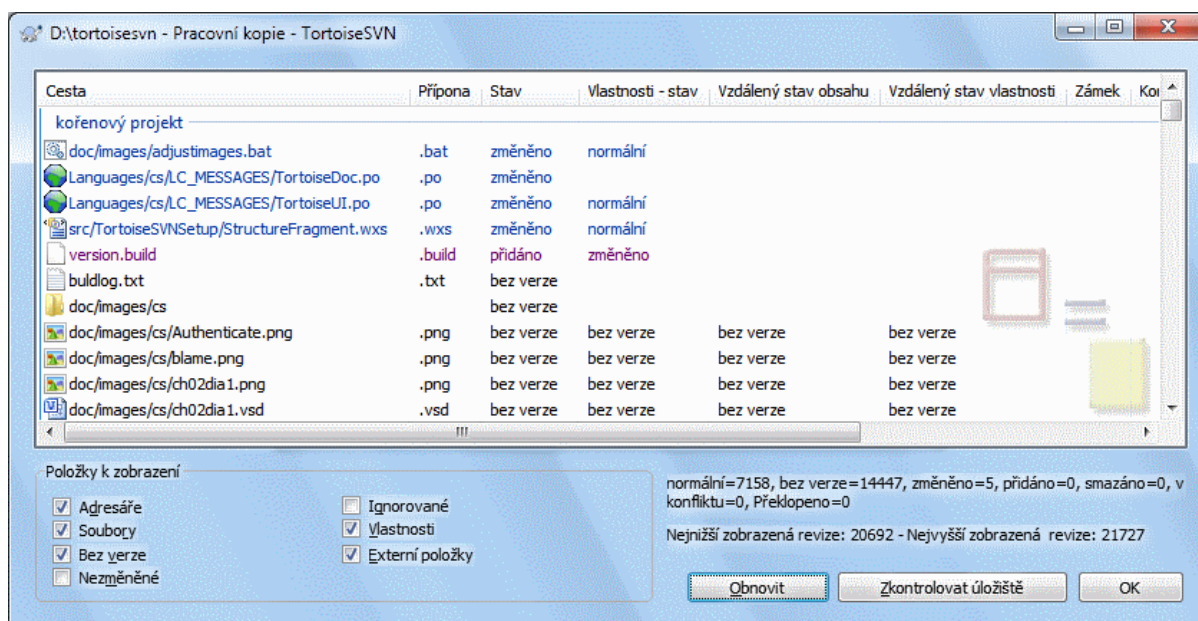 D:\tortoisesvn - Pracovní kopie - TortoiseSVN
Cesta Přípona Stav Vlastnosti - stav Vzdálený stav obsahu Vzdálený stav vlastnosti Zámek Kor
kořenový projekt
doc/images/adjustimages.bat .bat změněno normální
Languages/cs/LC_MESSAGES/TortoiseDoc.po .po změněno
Languages/cs/LC_MESSAGES/TortoiseUI.po .po změněno normální
src/TortoiseSVNSetup/StructureFragment.wxs .wxs změněno normální
version.build .build přidáno změněno
buldlog.txt .txt bez verze
doc/images/cs bez verze
doc/images/cs/Authenticate.png .png bez verze bez verze bez verze bez verze
doc/images/cs/blame.png .png bez verze bez verze bez verze bez verze
doc/images/cs/ch02dia1.png .png bez verze bez verze bez verze bez verze
doc/images/cs/ch02dia1.vsd .vsd bez verze bez verze bez verze bez verze
Položky k zobrazení
Adresáře
Soubory
Bez verze
Nezměněné
Ignorované
Vlastnosti
Externí položky
normální=7158, bez verze=14447, změněno=5, přidáno=0, smazáno=0, v
konfliktu=0, Překlopeno=0
Nejnižší zobrazená revize: 20692 - Nejvyšší zobrazená revize: 21727
Obnovit Zkontrolovat úložiště OK